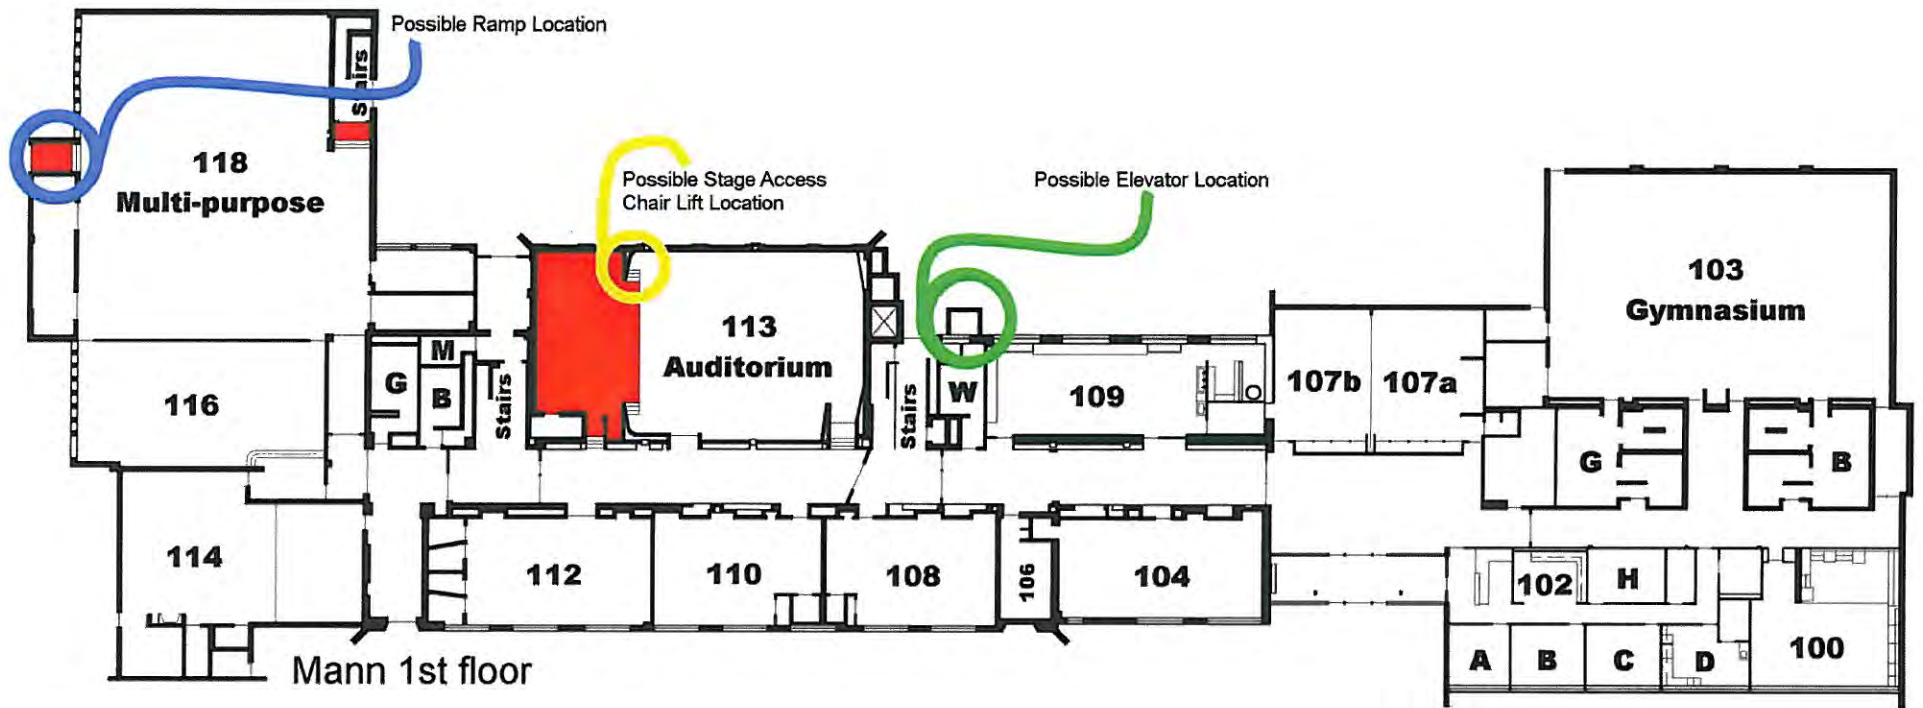 Possible Ramp Location
stairs
118
Multi-purpose
Possible Stage Access
Chair Lift Location
Possible Elevator Location
103
Gymnasium
113
Auditorium
M
G
B
stairs
116
stairs
W
109
107b
107a
G
B
114
112
110
108
106
104
102
H
A
B
C
D
100
Mann 1st floor